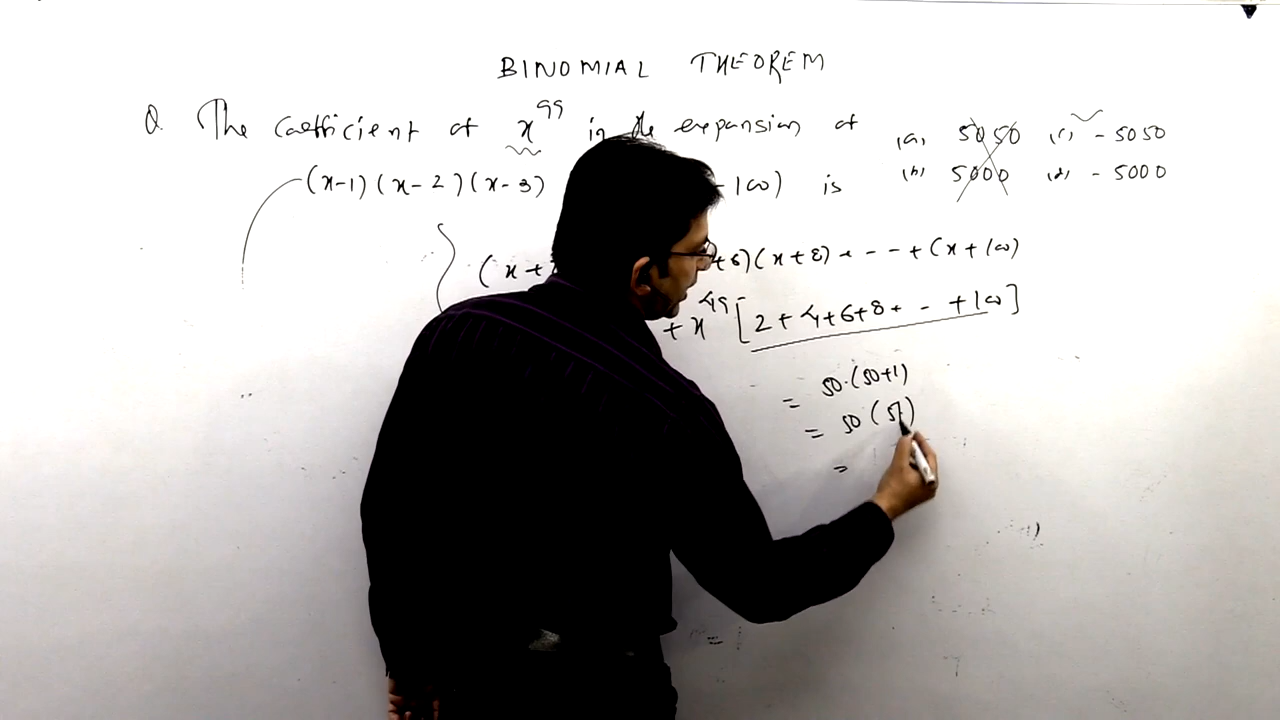 BINOMIAL THEOREM
Q. The Coefficient of x^99 in the expansion of
(x-1)(x-2)(x-3) -100) is
(a) 5050 (c) -5050
(b) 5000 (d) -5000
(x+ +6)(x+8)+ - - +(x+100)
+ x^49 [2+4+6+8+ - - +100]
= 50.(50+1)
= 50(51)
=